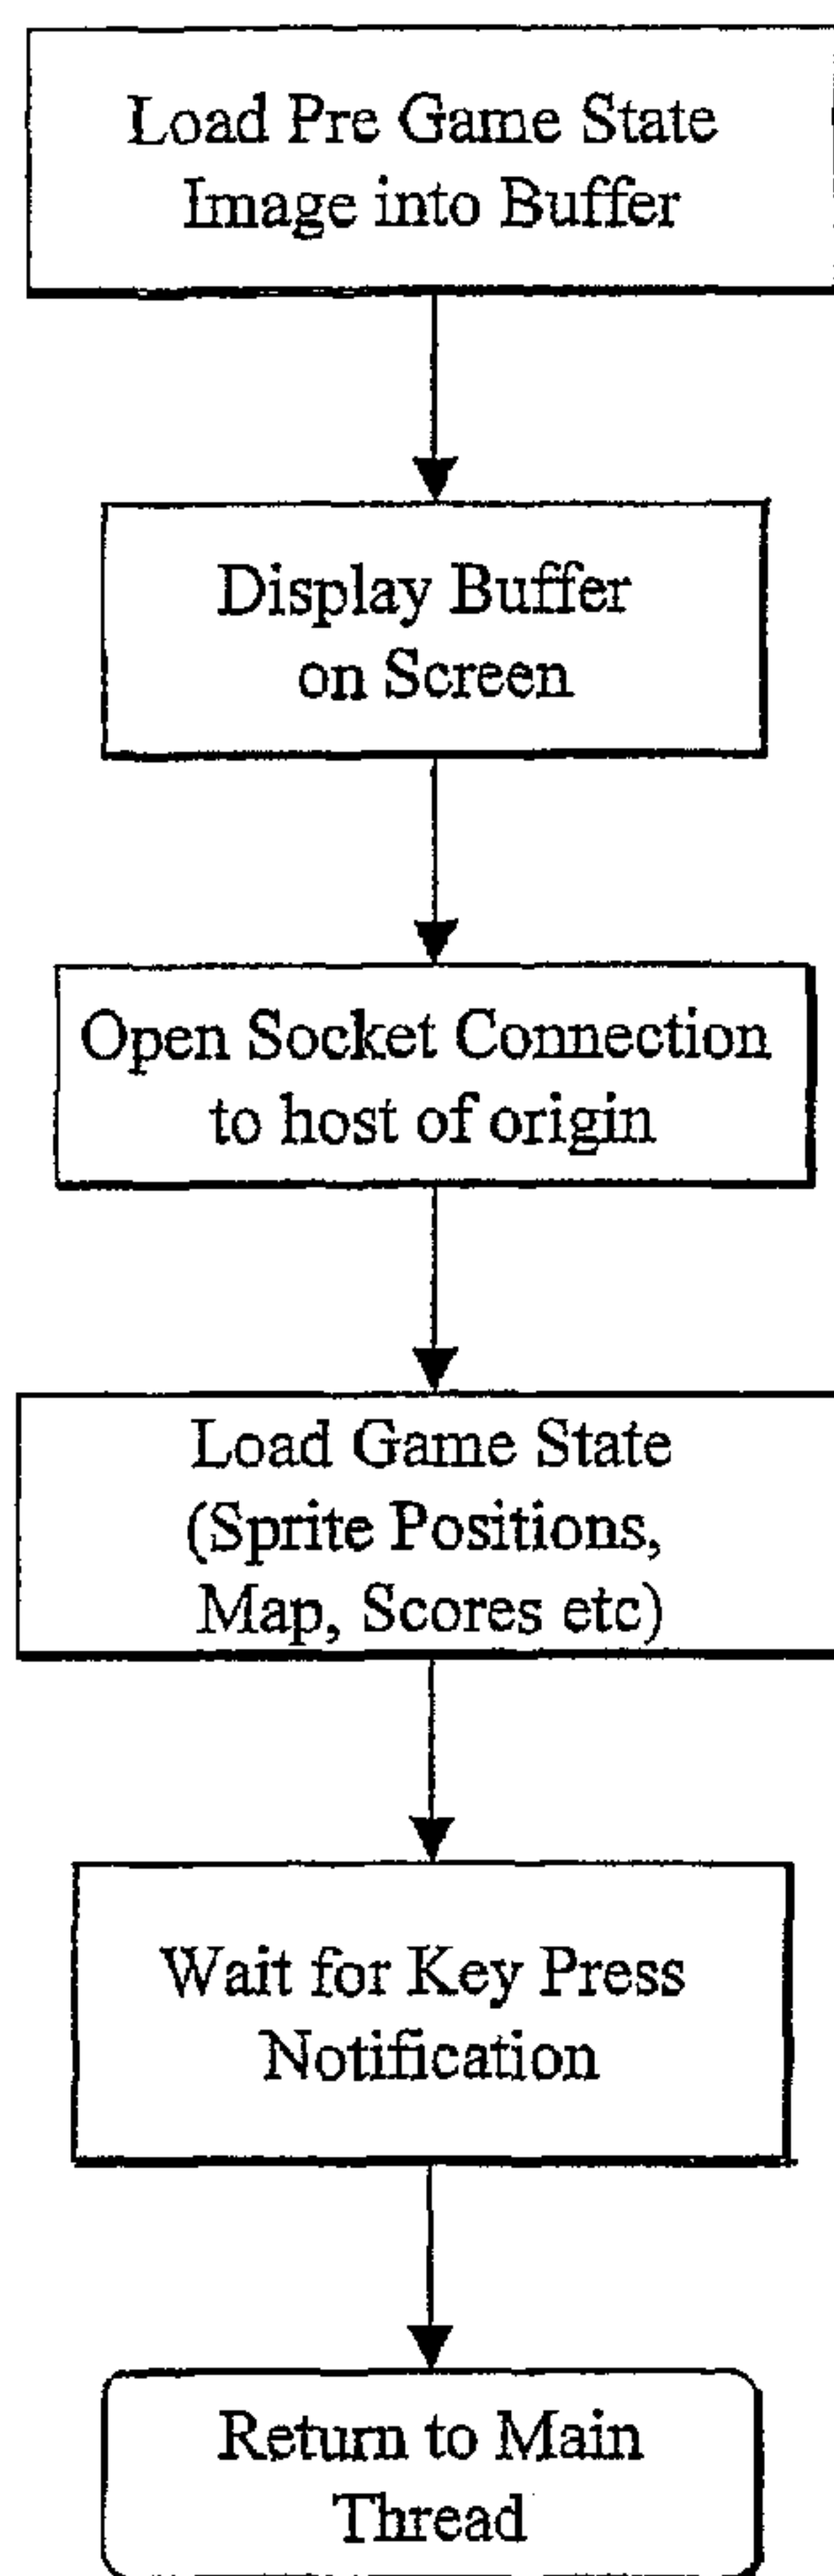 Load Pre Game State
Image into Buffer
Display Buffer
on Screen
Open Socket Connection
to host of origin
Load Game State
(Sprite Positions,
Map, Scores etc)
Wait for Key Press
Notification
Return to Main
Thread